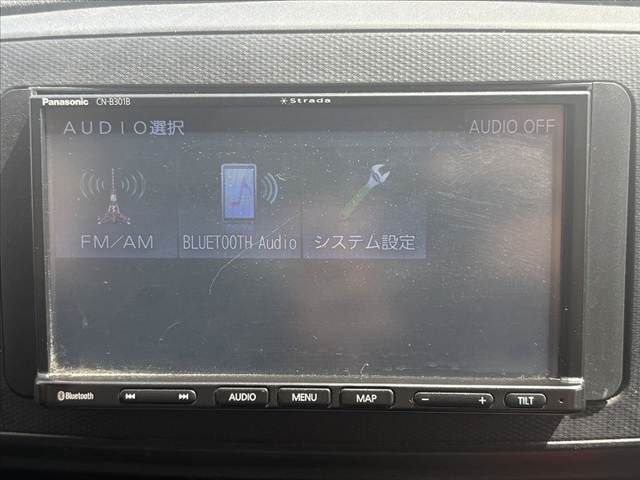 Panasonic CN-B301B Strada
AUDIO選択 AUDIO OFF
FM/AM BLUETOOTH Audio システム設定
Bluetooth AUDIO MENU MAP - + TILT